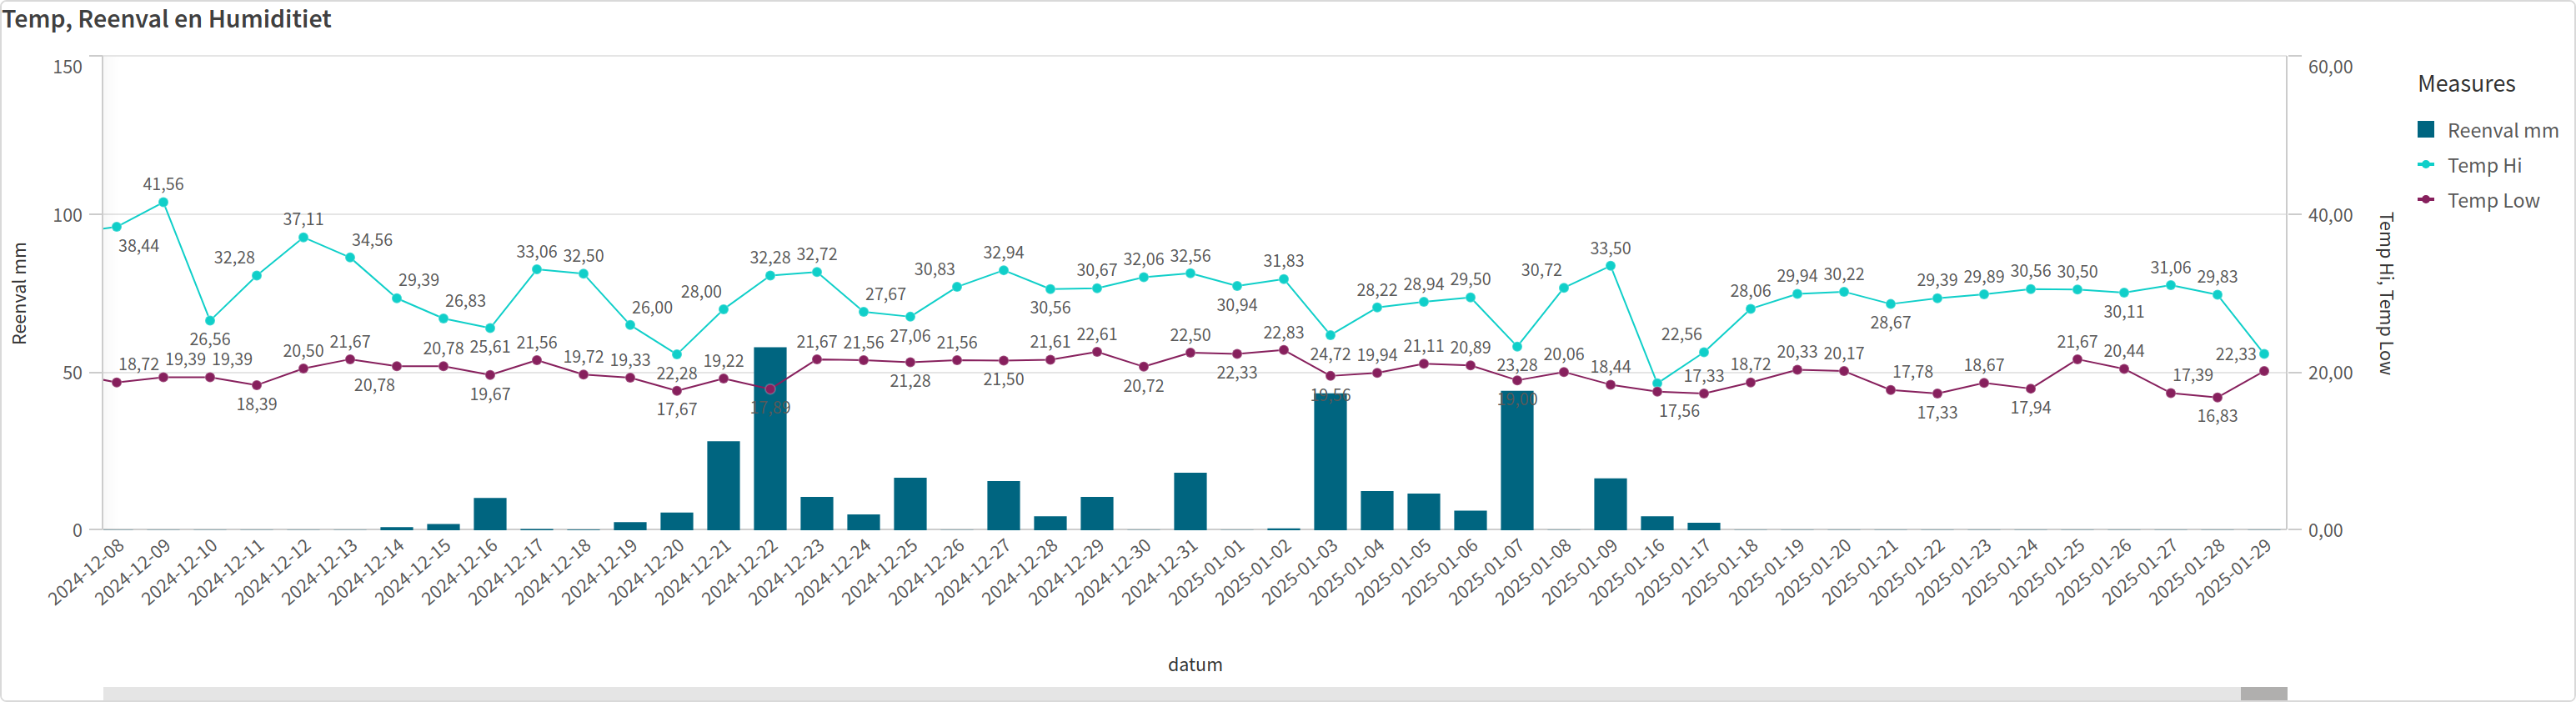 Temp, Reenval en Humiditiet
150
100
50
0
Reenval mm
60,00
40,00
20,00
0,00
Temp Hi, Temp Low
Measures
Reenval mm
Temp Hi
Temp Low
38,44 41,56 26,56 32,28 37,11 34,56 29,39 26,83 25,61 33,06 32,50 26,00 22,28 28,00 32,28 32,72 27,67 27,06 30,83 32,94 30,56 30,67 32,06 32,56 30,94 31,83 24,72 28,22 28,94 29,50 23,28 30,72 33,50 22,56 28,06 29,94 30,22 28,67 29,39 29,89 30,56 30,50 30,11 31,06 29,83 22,33
18,72 19,39 19,39 18,39 20,50 21,67 20,78 20,78 19,67 21,56 19,72 19,33 17,67 19,22 17,89 21,67 21,56 21,28 21,56 21,50 21,61 22,61 20,72 22,50 22,33 22,83 19,56 19,94 21,11 20,89 19,00 20,06 18,44 17,56 17,33 18,72 20,33 20,17 17,78 17,33 18,67 17,94 21,67 20,44 17,39 16,83
2024-12-08 2024-12-09 2024-12-10 2024-12-11 2024-12-12 2024-12-13 2024-12-14 2024-12-15 2024-12-16 2024-12-17 2024-12-18 2024-12-19 2024-12-20 2024-12-21 2024-12-22 2024-12-23 2024-12-24 2024-12-25 2024-12-26 2024-12-27 2024-12-28 2024-12-29 2024-12-30 2024-12-31 2025-01-01 2025-01-02 2025-01-03 2025-01-04 2025-01-05 2025-01-06 2025-01-07 2025-01-08 2025-01-09 2025-01-16 2025-01-17 2025-01-18 2025-01-19 2025-01-20 2025-01-21 2025-01-22 2025-01-23 2025-01-24 2025-01-25 2025-01-26 2025-01-27 2025-01-28 2025-01-29
datum